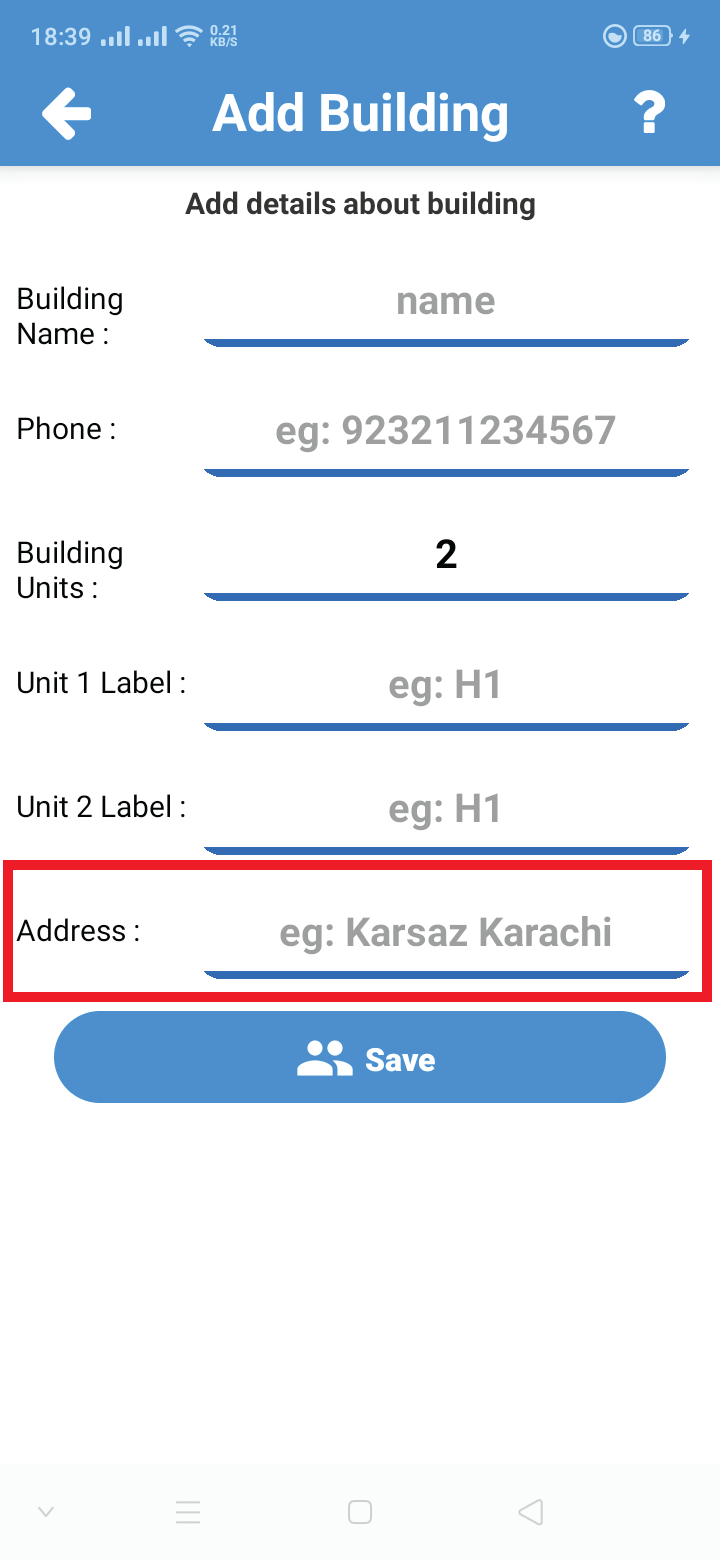 18:39 0.21 KB/S 86
Add Building ?
Add details about building
Building Name : name
Phone : eg: 923211234567
Building Units : 2
Unit 1 Label : eg: H1
Unit 2 Label : eg: H1
Address : eg: Karsaz Karachi
Save